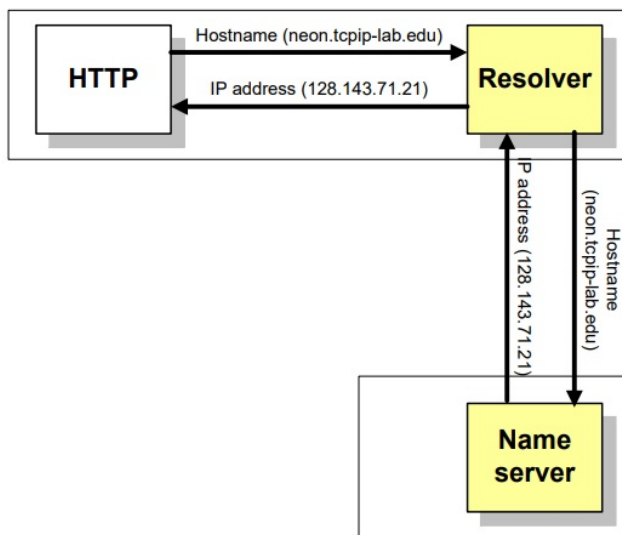 Hostname (neon.tcpip-lab.edu)
HTTP
Resolver
IP address (128.143.71.21)
IP address (128.143.71.21)
Hostname
(neon.tcpip-lab.edu)
Name
server